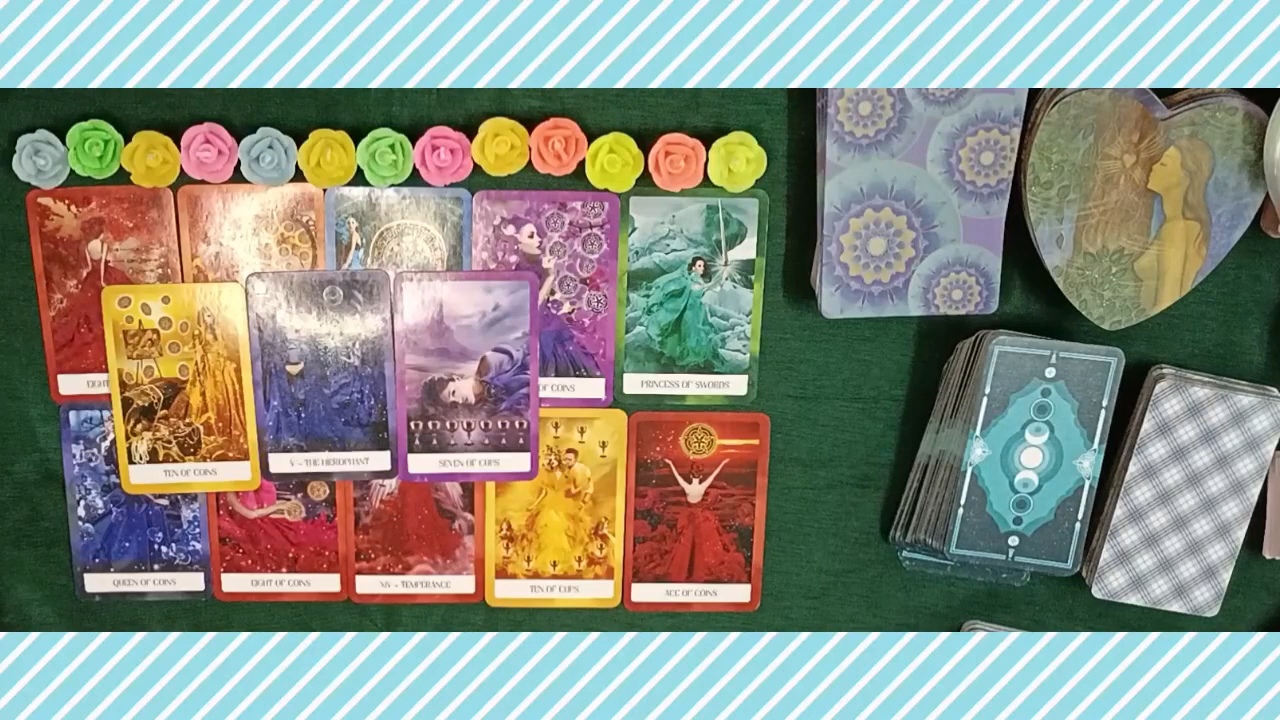 OF COINS
PRINCESS OF SWORDS
TEN OF COINS
V - THE HIEROPHANT
SEVEN OF CUPS
QUEEN OF COINS
EIGHT OF COINS
XIV - TEMPERANCE
TEN OF CUPS
ACE OF COINS